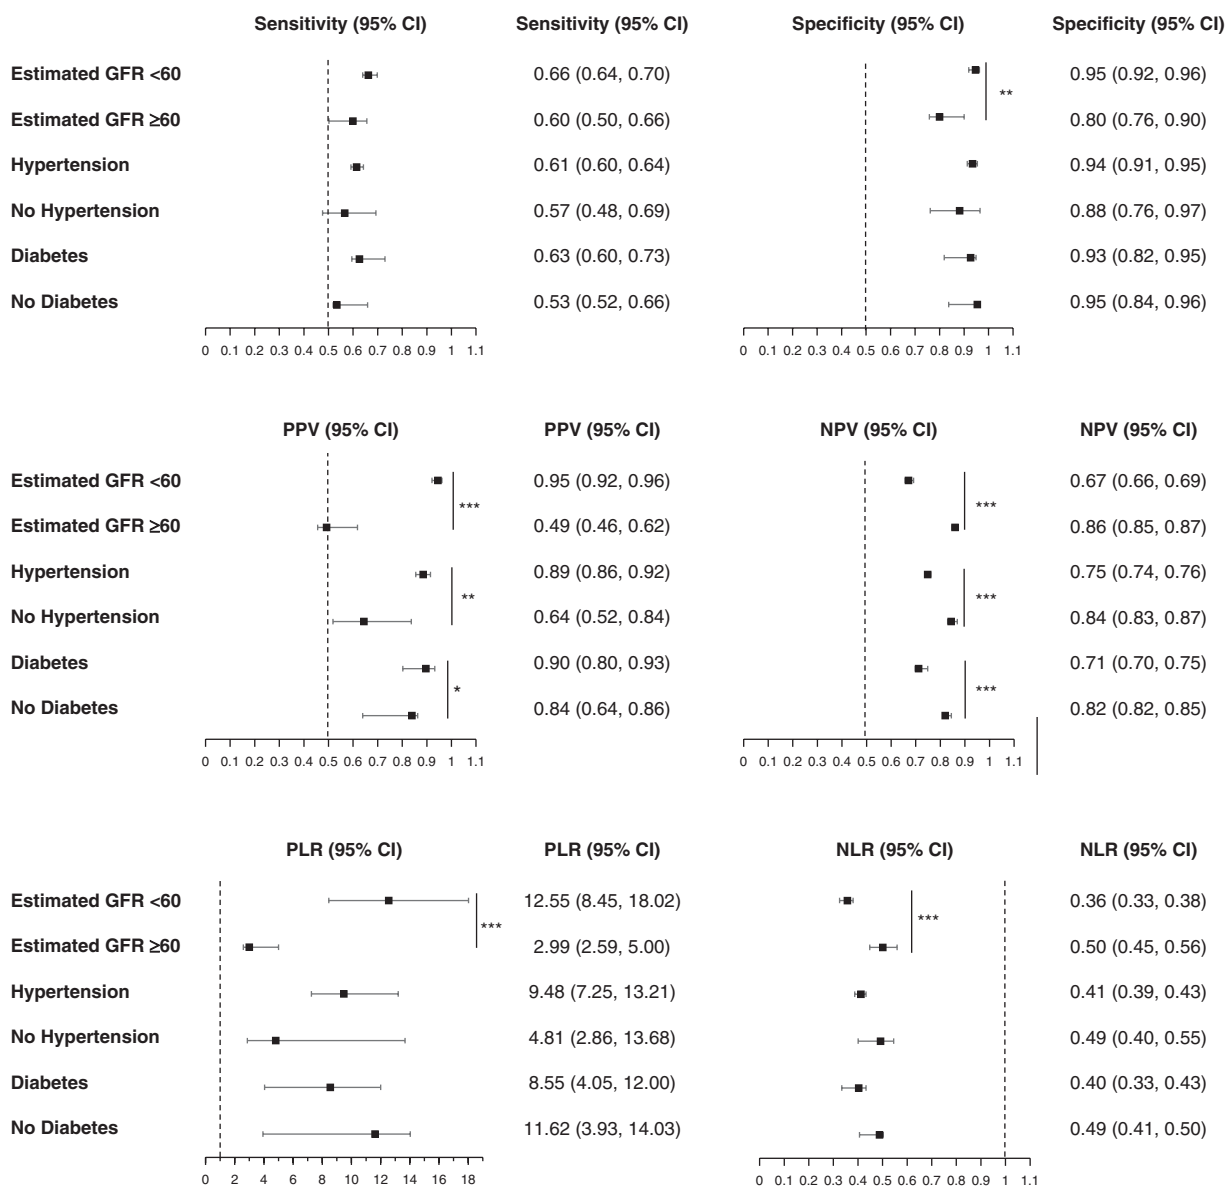 Sensitivity (95% CI) Sensitivity (95% CI) Specificity (95% CI) Specificity (95% CI)
Estimated GFR <60 0.66 (0.64, 0.70) ** 0.95 (0.92, 0.96)
Estimated GFR ≥60 0.60 (0.50, 0.66) 0.80 (0.76, 0.90)
Hypertension 0.61 (0.60, 0.64) 0.94 (0.91, 0.95)
No Hypertension 0.57 (0.48, 0.69) 0.88 (0.76, 0.97)
Diabetes 0.63 (0.60, 0.73) 0.93 (0.82, 0.95)
No Diabetes 0.53 (0.52, 0.66) 0.95 (0.84, 0.96)
0 0.1 0.2 0.3 0.4 0.5 0.6 0.7 0.8 0.9 1 1.1 0 0.1 0.2 0.3 0.4 0.5 0.6 0.7 0.8 0.9 1 1.1
PPV (95% CI) PPV (95% CI) NPV (95% CI) NPV (95% CI)
Estimated GFR <60 *** 0.95 (0.92, 0.96) *** 0.67 (0.66, 0.69)
Estimated GFR ≥60 0.49 (0.46, 0.62) 0.86 (0.85, 0.87)
Hypertension ** 0.89 (0.86, 0.92) *** 0.75 (0.74, 0.76)
No Hypertension 0.64 (0.52, 0.84) 0.84 (0.83, 0.87)
Diabetes * 0.90 (0.80, 0.93) *** 0.71 (0.70, 0.75)
No Diabetes 0.84 (0.64, 0.86) 0.82 (0.82, 0.85)
0 0.1 0.2 0.3 0.4 0.5 0.6 0.7 0.8 0.9 1 1.1 0 0.1 0.2 0.3 0.4 0.5 0.6 0.7 0.8 0.9 1 1.1
PLR (95% CI) PLR (95% CI) NLR (95% CI) NLR (95% CI)
Estimated GFR <60 *** 12.55 (8.45, 18.02) *** 0.36 (0.33, 0.38)
Estimated GFR ≥60 2.99 (2.59, 5.00) 0.50 (0.45, 0.56)
Hypertension 9.48 (7.25, 13.21) 0.41 (0.39, 0.43)
No Hypertension 4.81 (2.86, 13.68) 0.49 (0.40, 0.55)
Diabetes 8.55 (4.05, 12.00) 0.40 (0.33, 0.43)
No Diabetes 11.62 (3.93, 14.03) 0.49 (0.41, 0.50)
0 2 4 6 8 10 12 14 16 18 0 0.1 0.2 0.3 0.4 0.5 0.6 0.7 0.8 0.9 1 1.1